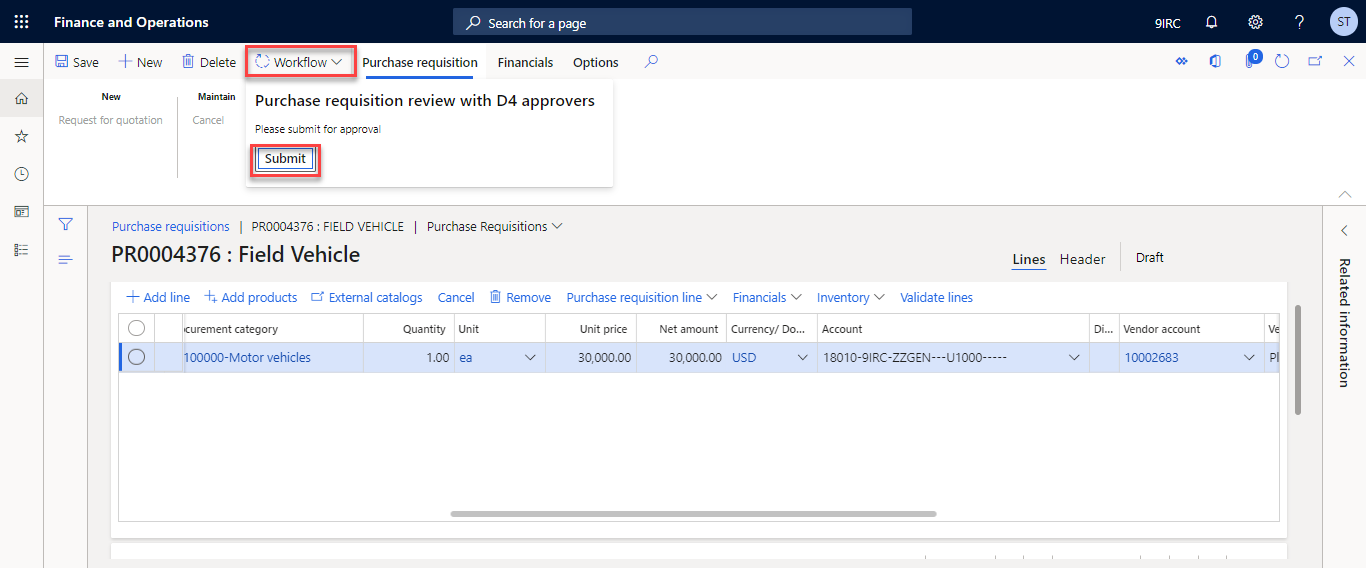 Finance and Operations
Search for a page
9IRC
?
ST
Save
New
Delete
Workflow
Purchase requisition
Financials
Options
0
New
Request for quotation
Maintain
Cancel
Purchase requisition review with D4 approvers
Please submit for approval
Submit
Purchase requisitions | PR0004376 : FIELD VEHICLE | Purchase Requisitions
PR0004376 : Field Vehicle
Lines
Header
Draft
Add line
Add products
External catalogs
Cancel
Remove
Purchase requisition line
Financials
Inventory
Validate lines
curement category
Quantity
Unit
Unit price
Net amount
Currency/ Do...
Account
Di...
Vendor account
Ve
100000-Motor vehicles
1.00
ea
30,000.00
30,000.00
USD
18010-9IRC-ZZGEN---U1000-----
10002683
Pl
Related information